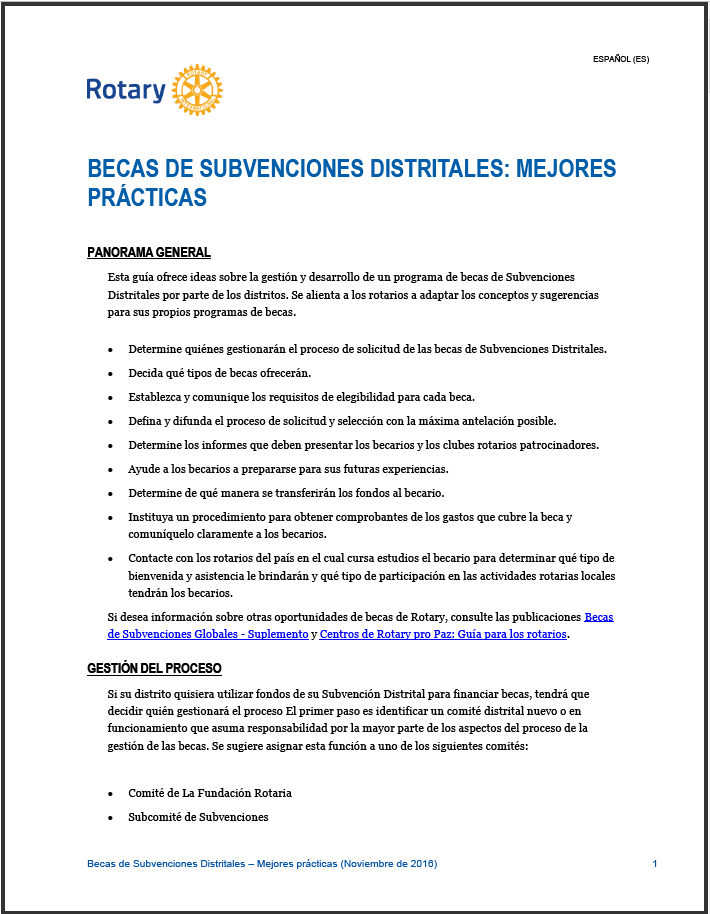 ESPAÑOL (ES)
Rotary
BECAS DE SUBVENCIONES DISTRITALES: MEJORES
PRÁCTICAS
PANORAMA GENERAL
Esta guía ofrece ideas sobre la gestión y desarrollo de un programa de becas de Subvenciones
Distritales por parte de los distritos. Se alienta a los rotarios a adaptar los conceptos y sugerencias
para sus propios programas de becas.
• Determine quiénes gestionarán el proceso de solicitud de las becas de Subvenciones Distritales.
• Decida qué tipos de becas ofrecerán.
• Establezca y comunique los requisitos de elegibilidad para cada beca.
• Defina y difunda el proceso de solicitud y selección con la máxima antelación posible.
• Determine los informes que deben presentar los becarios y los clubes rotarios patrocinadores.
• Ayude a los becarios a prepararse para sus futuras experiencias.
• Determine de qué manera se transferirán los fondos al becario.
• Instituya un procedimiento para obtener comprobantes de los gastos que cubre la beca y
comuníquelo claramente a los becarios.
• Contacte con los rotarios del país en el cual cursa estudios el becario para determinar qué tipo de
bienvenida y asistencia le brindarán y qué tipo de participación en las actividades rotarias locales
tendrán los becarios.
Si desea información sobre otras oportunidades de becas de Rotary, consulte las publicaciones Becas
de Subvenciones Globales - Suplemento y Centros de Rotary pro Paz: Guía para los rotarios.
GESTIÓN DEL PROCESO
Si su distrito quisiera utilizar fondos de su Subvención Distrital para financiar becas, tendrá que
decidir quién gestionará el proceso El primer paso es identificar un comité distrital nuevo o en
funcionamiento que asuma responsabilidad por la mayor parte de los aspectos del proceso de la
gestión de las becas. Se sugiere asignar esta función a uno de los siguientes comités:
• Comité de La Fundación Rotaria
• Subcomité de Subvenciones
Becas de Subvenciones Distritales – Mejores prácticas (Noviembre de 2016) 1